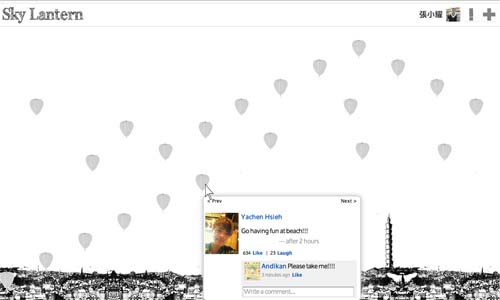 Sky Lantern
張小耀
< Prev
Next >
Yachen Hsieh
Go having fun at beach!!!!
— after 2 hours
634 Like | 23 Laugh
Andikan Please take me!!!!
3 minutes ago Like
Write a comment...